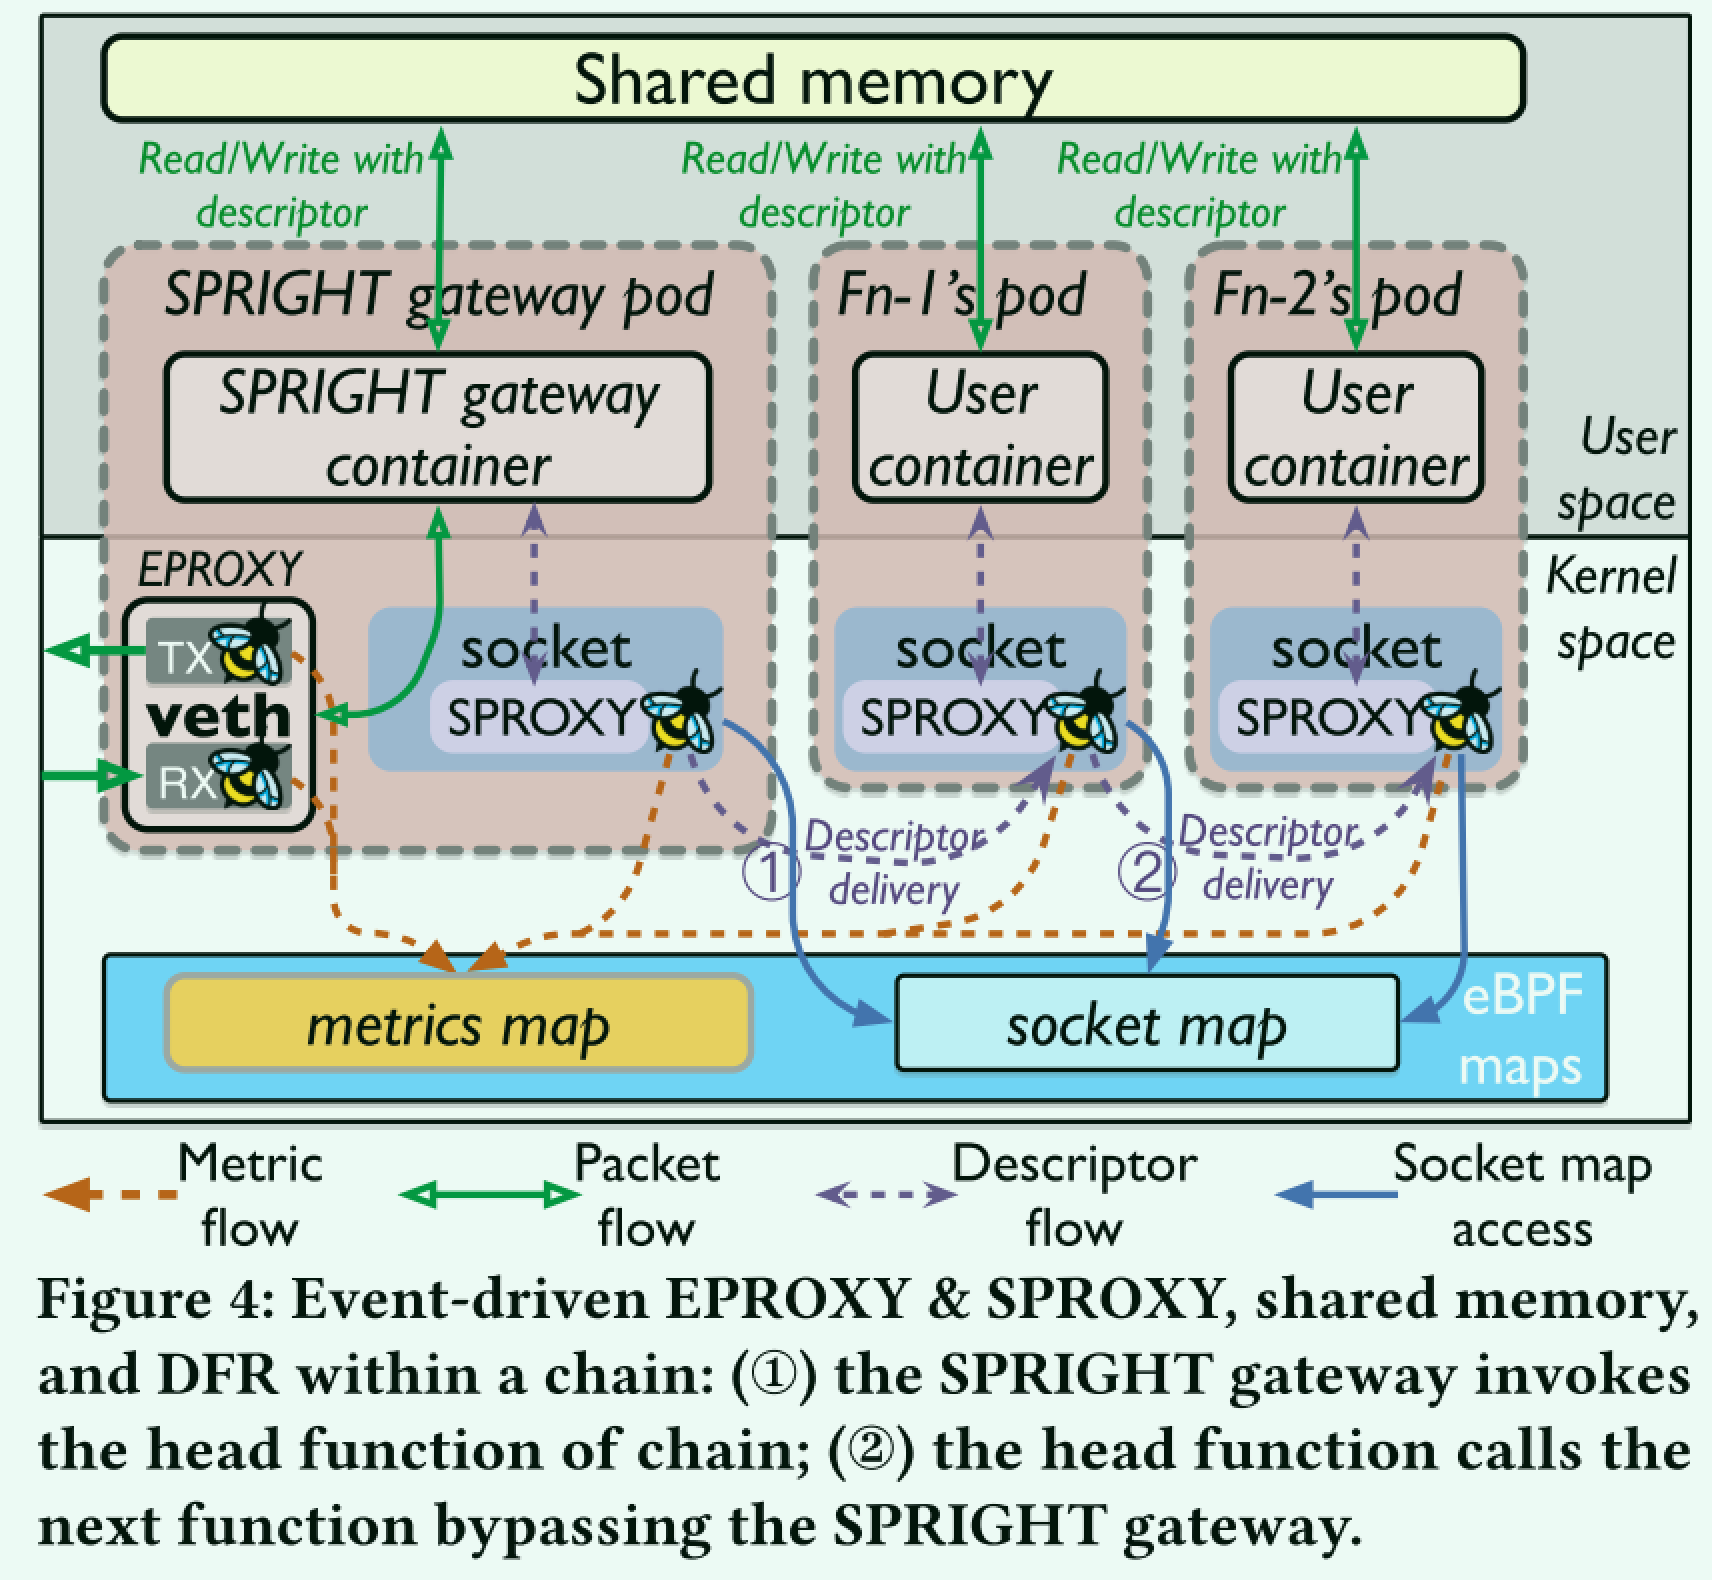 Shared memory
Read/Write with
descriptor
Read/Write with
descriptor
Read/Write with
descriptor
SPRIGHT gateway pod
Fn-1's pod
Fn-2's pod
SPRIGHT gateway
container
User
container
User
container
User
space
Kernel
space
EPROXY
TX
veth
RX
socket
SPROXY
socket
SPROXY
socket
SPROXY
①
Descriptor
delivery
②
Descriptor
delivery
metrics map
socket map
eBPF
maps
Metric
flow
Packet
flow
Descriptor
flow
Socket map
access
Figure 4: Event-driven EPROXY & SPROXY, shared memory,
and DFR within a chain: (①) the SPRIGHT gateway invokes
the head function of chain; (②) the head function calls the
next function bypassing the SPRIGHT gateway.